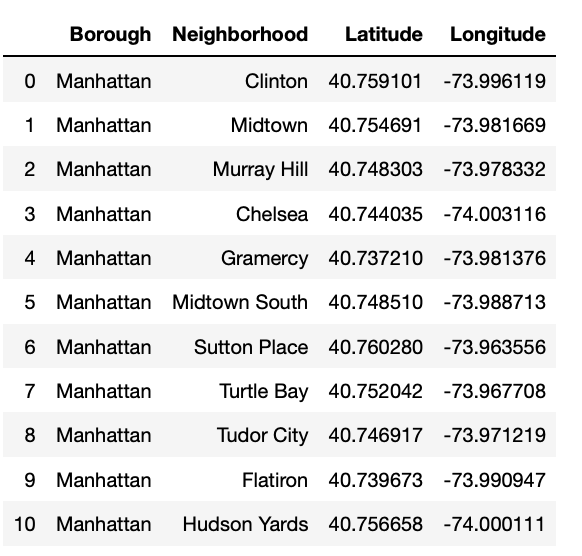 Borough Neighborhood Latitude Longitude
0 Manhattan Clinton 40.759101 -73.996119
1 Manhattan Midtown 40.754691 -73.981669
2 Manhattan Murray Hill 40.748303 -73.978332
3 Manhattan Chelsea 40.744035 -74.003116
4 Manhattan Gramercy 40.737210 -73.981376
5 Manhattan Midtown South 40.748510 -73.988713
6 Manhattan Sutton Place 40.760280 -73.963556
7 Manhattan Turtle Bay 40.752042 -73.967708
8 Manhattan Tudor City 40.746917 -73.971219
9 Manhattan Flatiron 40.739673 -73.990947
10 Manhattan Hudson Yards 40.756658 -74.000111